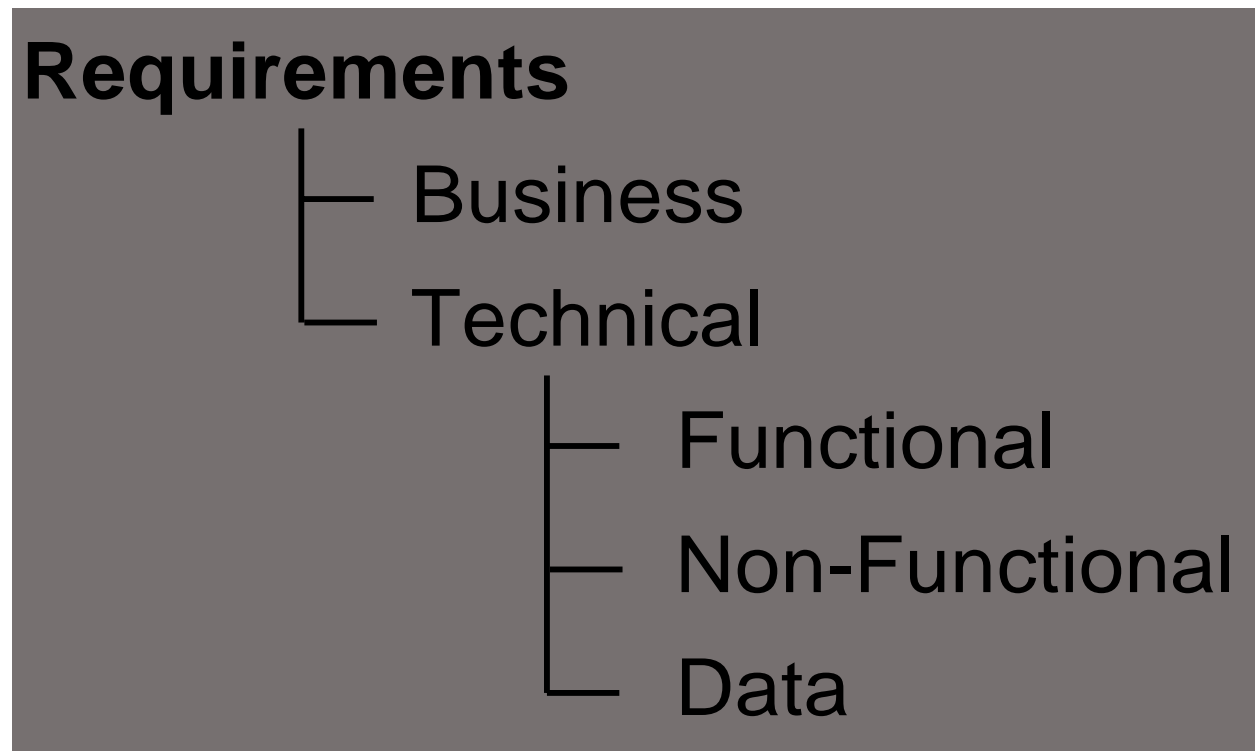 Requirements
Business
Technical
Functional
Non-Functional
Data